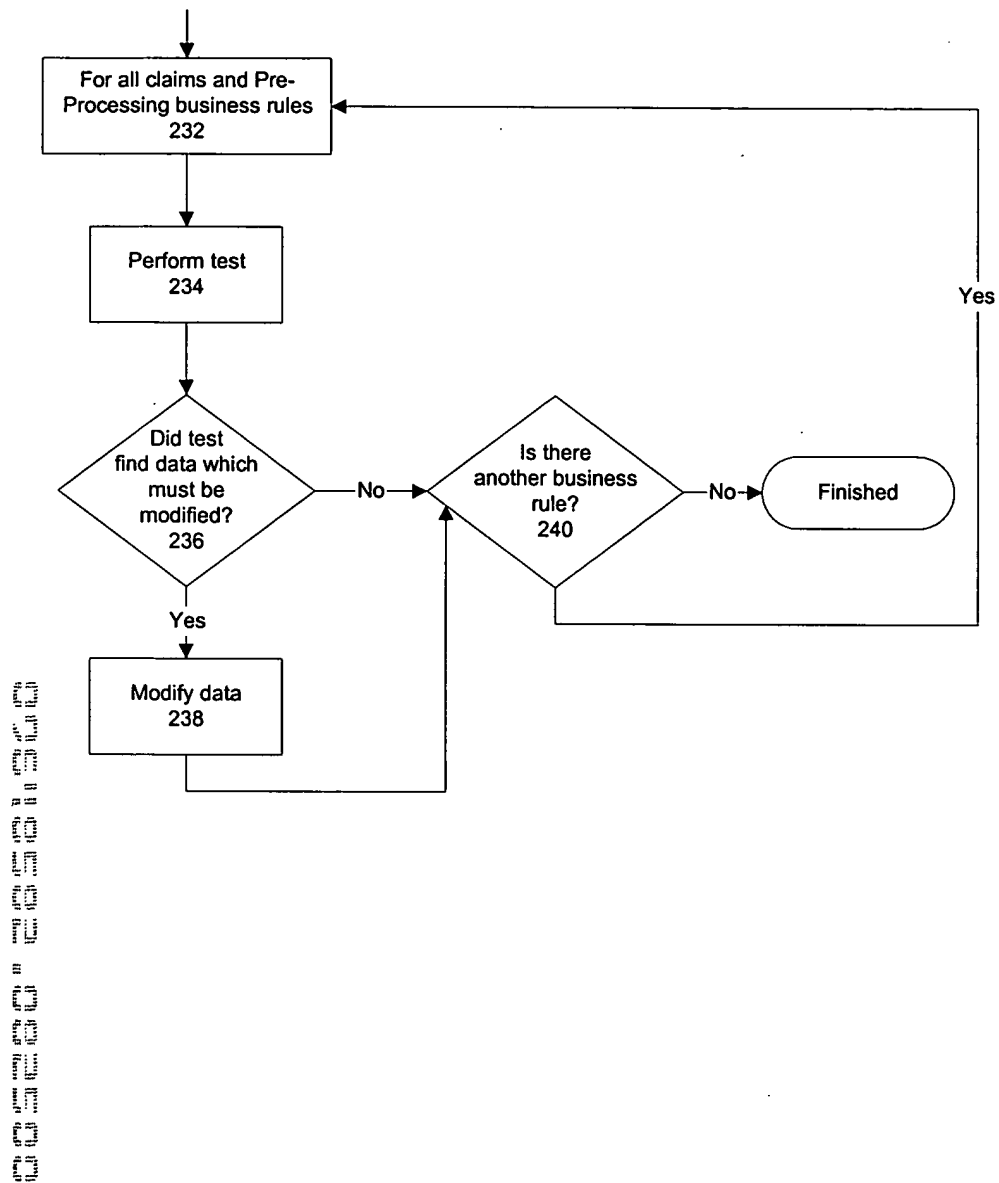 For all claims and Pre-
Processing business rules
232
Yes
Perform test
234
Did test
find data which
must be
modified?
236
No
Is there
another business
rule?
240
No
Finished
Yes
Modify data
238